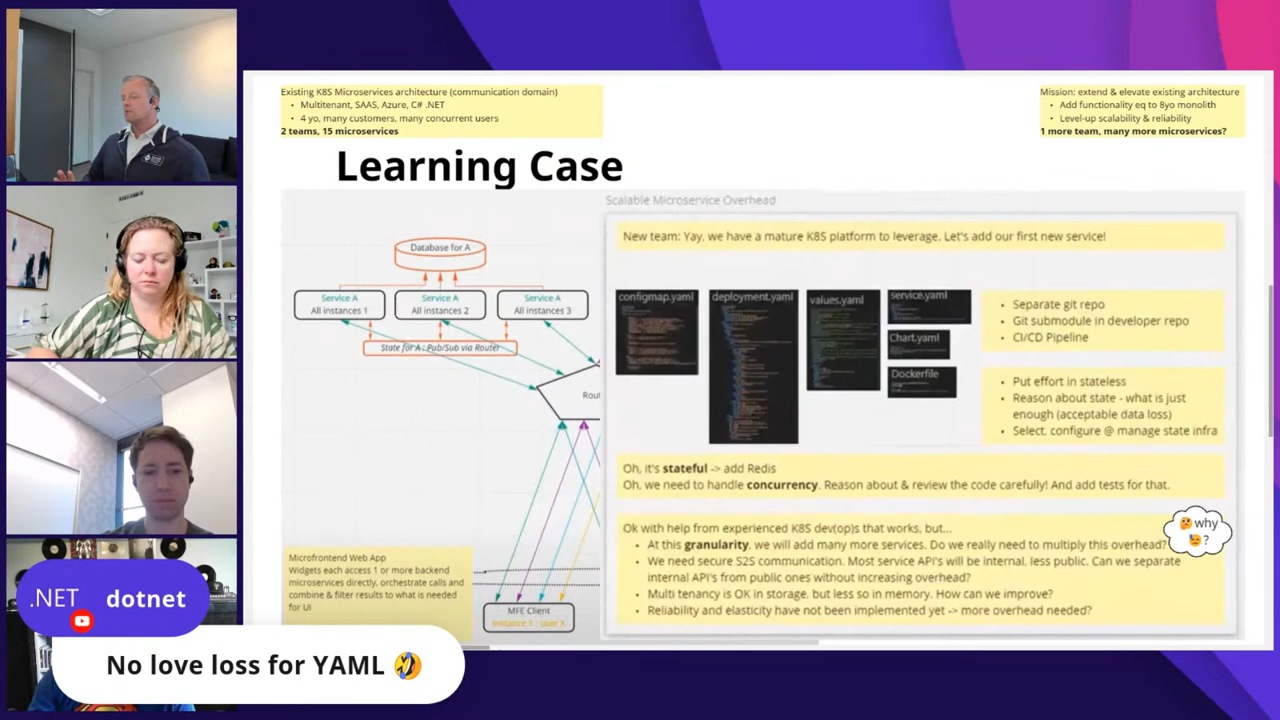 Existing K8S Microservices architecture (communication domain)
• Multitenant, SAAS, Azure, C# .NET
• 4 yo, many customers, many concurrent users
2 teams, 15 microservices
Mission: extend & elevate existing architecture
• Add functionality eq to 8yo monolith
• Level-up scalability & reliability
1 more team, many more microservices?
Learning Case
Scalable Microservice Overhead
New team: Yay, we have a mature K8S platform to leverage. Let's add our first new service!
Database for A
Service A
All instances 1
Service A
All instances 2
Service A
All instances 3
State for A : Pub/Sub via Router
Rout
configmap.yaml
deployment.yaml
values.yaml
service.yaml
Chart.yaml
Dockerfile
• Separate git repo
• Git submodule in developer repo
• CI/CD Pipeline
• Put effort in stateless
• Reason about state - what is just
enough (acceptable data loss)
• Select, configure @ manage state infra
Oh, it's stateful -> add Redis
Oh, we need to handle concurrency. Reason about & review the code carefully! And add tests for that.
Ok with help from experienced K8S dev(op)s that works, but...
• At this granularity, we will add many more services. Do we really need to multiply this overhead?
• We need secure S2S communication. Most service API's will be internal, less public. Can we separate
internal API's from public ones without increasing overhead?
• Multi tenancy is OK in storage, but less so in memory. How can we improve?
• Reliability and elasticity have not been implemented yet -> more overhead needed?
🤔 why
?
Microfrontend Web App
Widgets each access 1 or more backend
microservices directly, orchestrate calls and
combine & filter results to what is needed
for UI
MFE Client
Instance 1 : user X
.NET
dotnet
No love loss for YAML 🤣